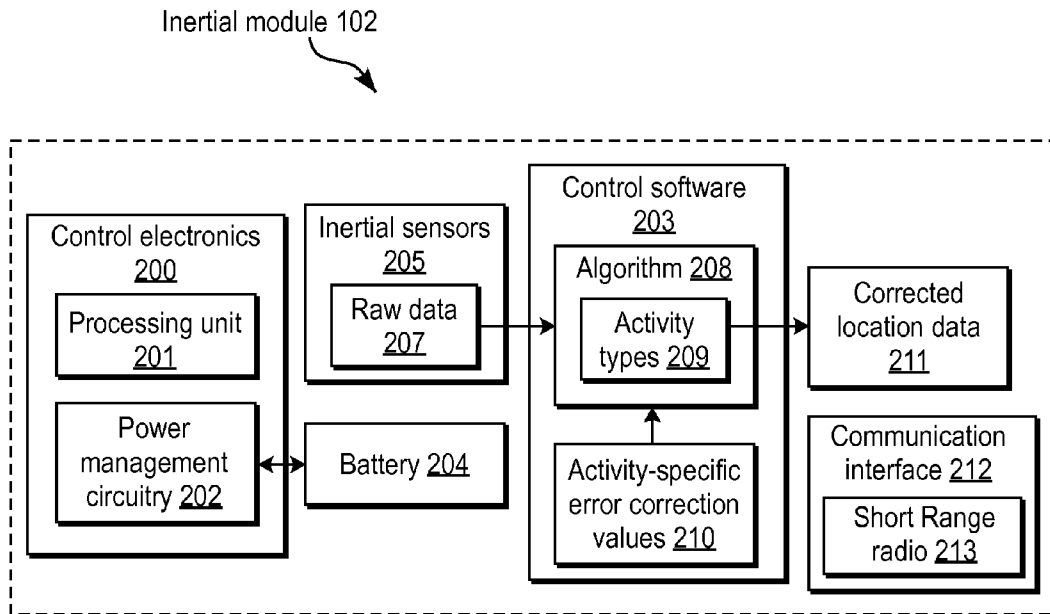 Inertial module 102
Control electronics
200
Processing unit
201
Power
management
circuitry 202
Inertial sensors
205
Raw data
207
Battery 204
Control software
203
Algorithm 208
Activity
types 209
Activity-specific
error correction
values 210
Corrected
location data
211
Communication
interface 212
Short Range
radio 213